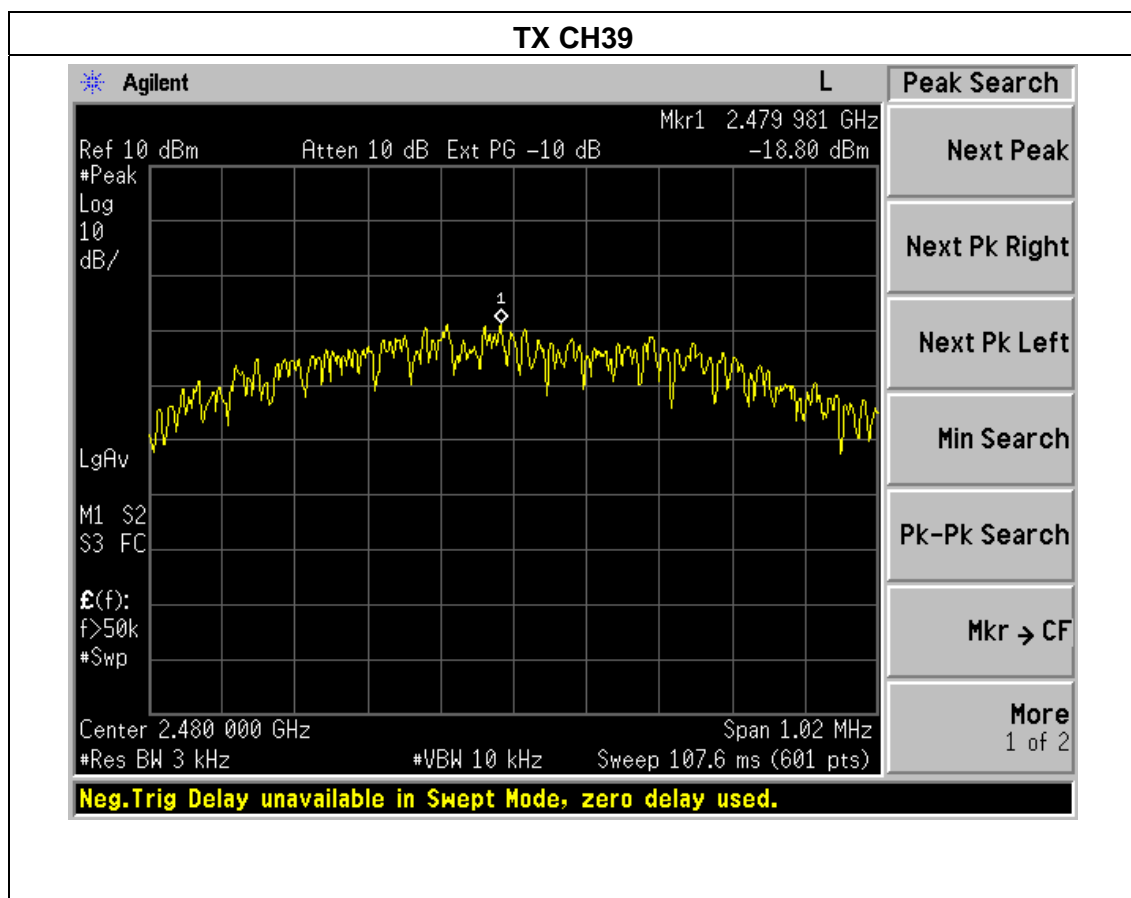 TX CH39
Agilent L Peak Search
Mkr1 2.479 981 GHz
Ref 10 dBm Atten 10 dB Ext PG -10 dB -18.80 dBm
#Peak
Log
10
dB/
1
LgAv
M1 S2
S3 FC
£(f):
f>50k
#Swp
Center 2.480 000 GHz Span 1.02 MHz
#Res BW 3 kHz #VBW 10 kHz Sweep 107.6 ms (601 pts)
Neg.Trig Delay unavailable in Swept Mode, zero delay used.
Next Peak
Next Pk Right
Next Pk Left
Min Search
Pk-Pk Search
Mkr → CF
More
1 of 2